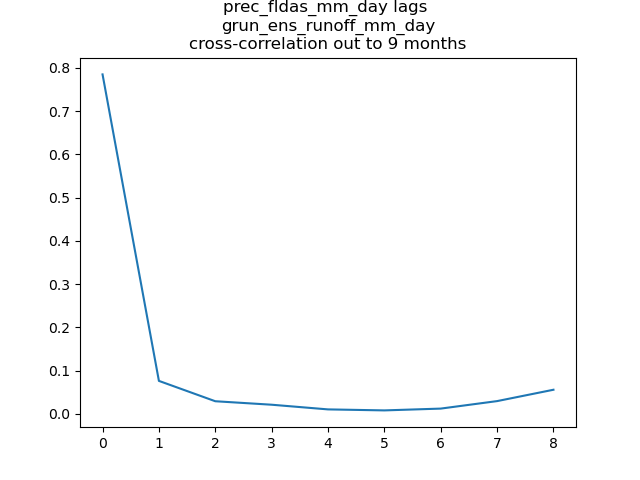 prec_fldas_mm_day lags
grun_ens_runoff_mm_day
cross-correlation out to 9 months
0.8
0.7
0.6
0.5
0.4
0.3
0.2
0.1
0.0
0 1 2 3 4 5 6 7 8